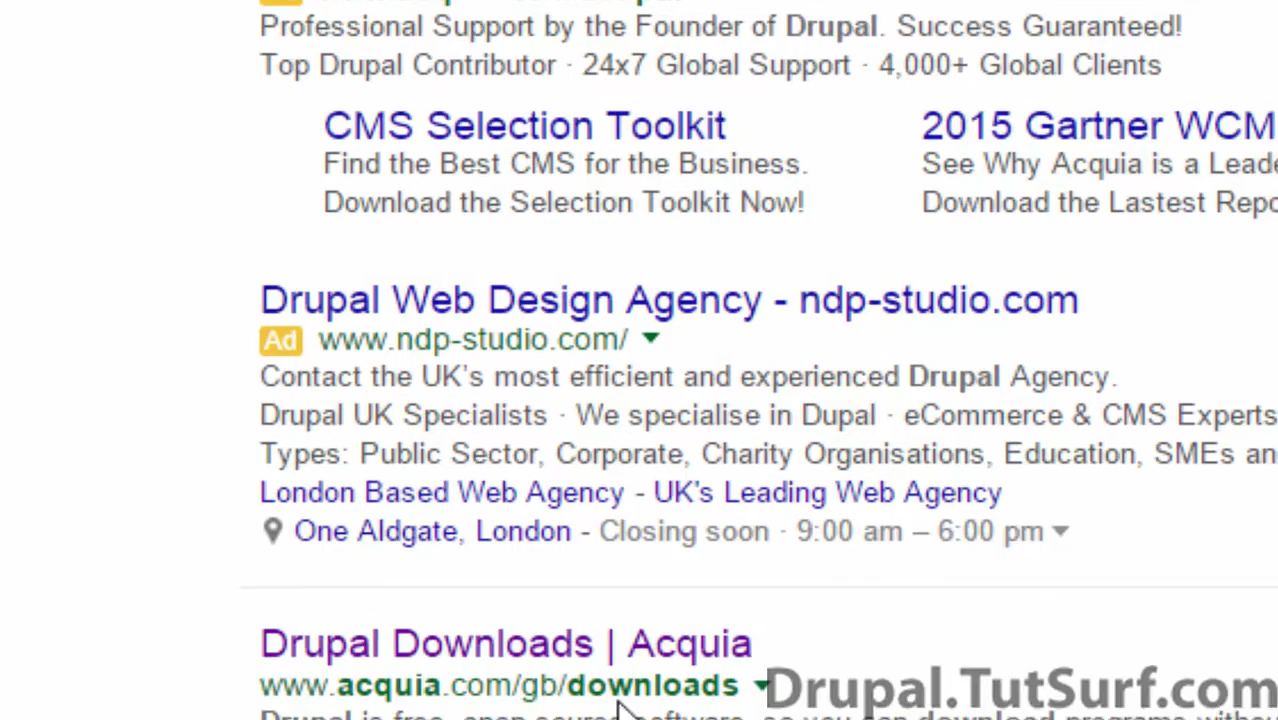 Professional Support by the Founder of Drupal. Success Guaranteed!
Top Drupal Contributor · 24x7 Global Support · 4,000+ Global Clients
CMS Selection Toolkit
Find the Best CMS for the Business.
Download the Selection Toolkit Now!
2015 Gartner WCM
See Why Acquia is a Leade
Download the Lastest Repo
Drupal Web Design Agency - ndp-studio.com
Ad www.ndp-studio.com/
Contact the UK's most efficient and experienced Drupal Agency.
Drupal UK Specialists · We specialise in Dupal · eCommerce & CMS Experts
Types: Public Sector, Corporate, Charity Organisations, Education, SMEs an
London Based Web Agency - UK's Leading Web Agency
One Aldgate, London - Closing soon · 9:00 am – 6:00 pm
Drupal Downloads | Acquia
www.acquia.com/gb/downloads
Drupal.TutSurf.com